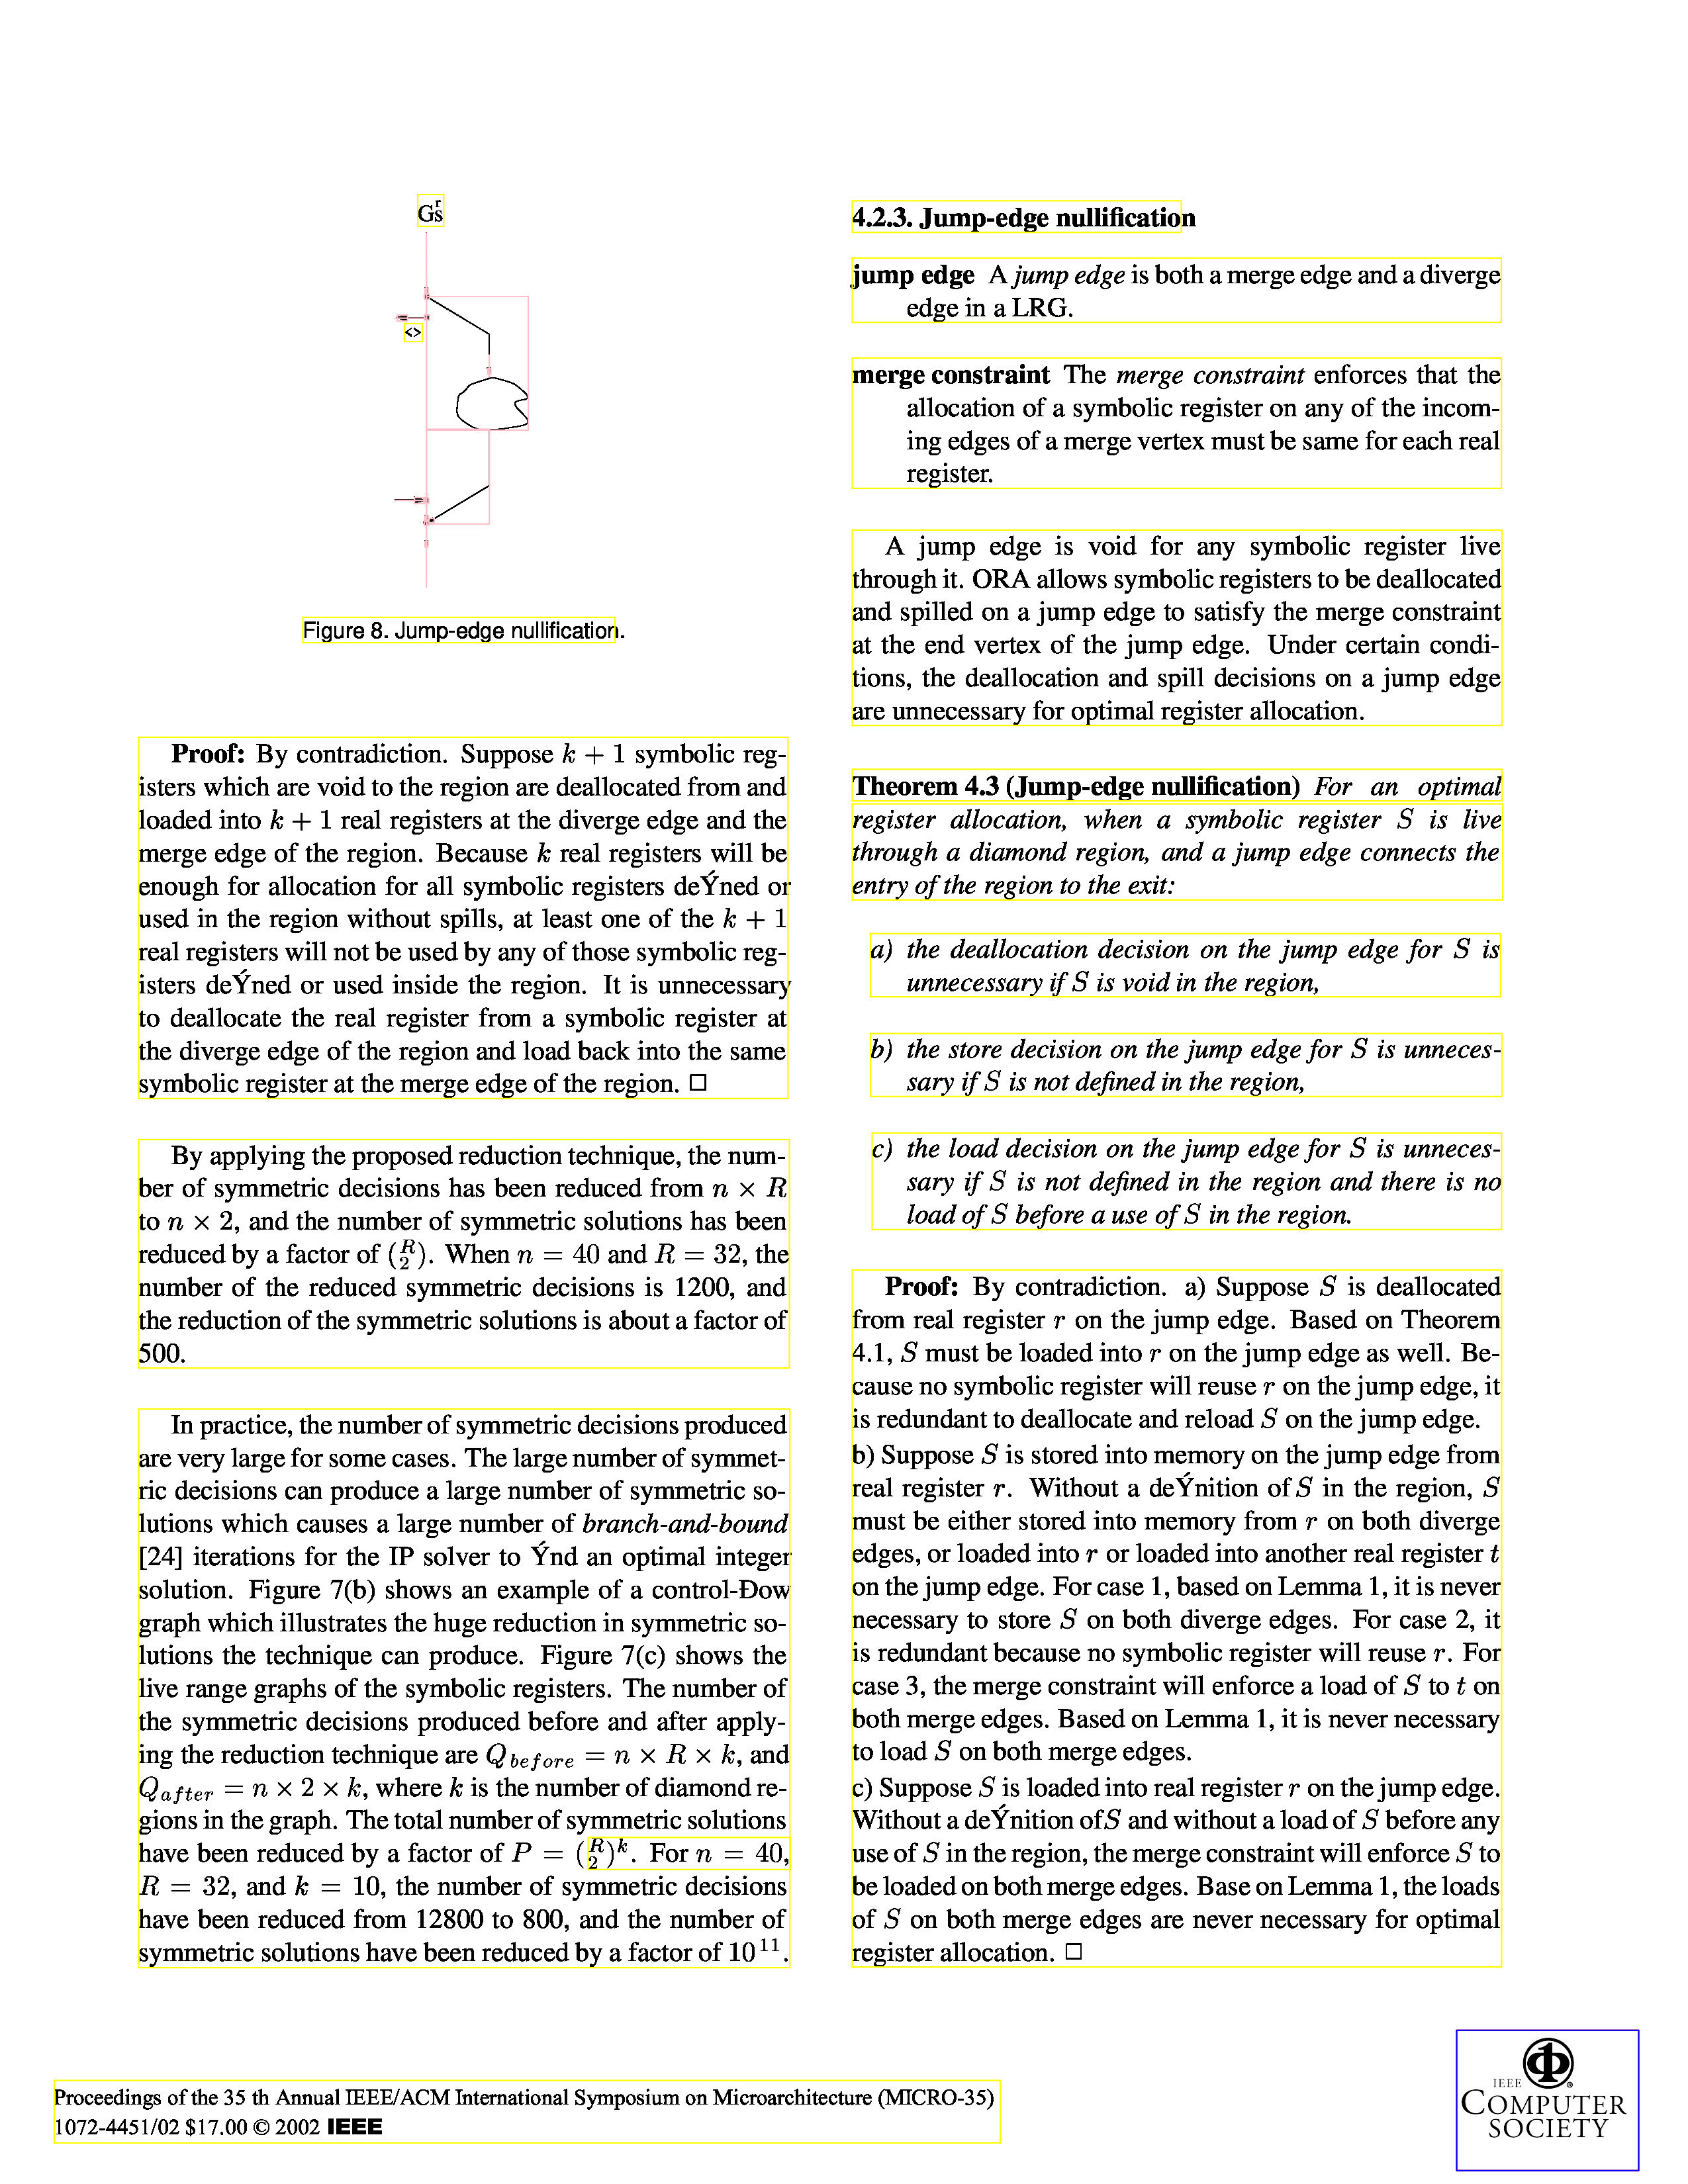 G_S^r
<>
Figure 8. Jump-edge nullification.
Proof: By contradiction. Suppose k + 1 symbolic reg-
isters which are void to the region are deallocated from and
loaded into k + 1 real registers at the diverge edge and the
merge edge of the region. Because k real registers will be
enough for allocation for all symbolic registers deÝned or
used in the region without spills, at least one of the k + 1
real registers will not be used by any of those symbolic reg-
isters deÝned or used inside the region. It is unnecessary
to deallocate the real register from a symbolic register at
the diverge edge of the region and load back into the same
symbolic register at the merge edge of the region. □
By applying the proposed reduction technique, the num-
ber of symmetric decisions has been reduced from n × R
to n × 2, and the number of symmetric solutions has been
reduced by a factor of (R 2). When n = 40 and R = 32, the
number of the reduced symmetric decisions is 1200, and
the reduction of the symmetric solutions is about a factor of
500.
In practice, the number of symmetric decisions produced
are very large for some cases. The large number of symmet-
ric decisions can produce a large number of symmetric so-
lutions which causes a large number of branch-and-bound
[24] iterations for the IP solver to Ýnd an optimal integer
solution. Figure 7(b) shows an example of a control-Ðow
graph which illustrates the huge reduction in symmetric so-
lutions the technique can produce. Figure 7(c) shows the
live range graphs of the symbolic registers. The number of
the symmetric decisions produced before and after apply-
ing the reduction technique are Q_before = n × R × k, and
Q_after = n × 2 × k, where k is the number of diamond re-
gions in the graph. The total number of symmetric solutions
have been reduced by a factor of P = (R 2)^k. For n = 40,
R = 32, and k = 10, the number of symmetric decisions
have been reduced from 12800 to 800, and the number of
symmetric solutions have been reduced by a factor of 10^11.
4.2.3. Jump-edge nullification
jump edge A jump edge is both a merge edge and a diverge
edge in a LRG.
merge constraint The merge constraint enforces that the
allocation of a symbolic register on any of the incom-
ing edges of a merge vertex must be same for each real
register.
A jump edge is void for any symbolic register live
through it. ORA allows symbolic registers to be deallocated
and spilled on a jump edge to satisfy the merge constraint
at the end vertex of the jump edge. Under certain condi-
tions, the deallocation and spill decisions on a jump edge
are unnecessary for optimal register allocation.
Theorem 4.3 (Jump-edge nullification) For an optimal
register allocation, when a symbolic register S is live
through a diamond region, and a jump edge connects the
entry of the region to the exit:
a) the deallocation decision on the jump edge for S is
unnecessary if S is void in the region,
b) the store decision on the jump edge for S is unneces-
sary if S is not defined in the region,
c) the load decision on the jump edge for S is unneces-
sary if S is not defined in the region and there is no
load of S before a use of S in the region.
Proof: By contradiction. a) Suppose S is deallocated
from real register r on the jump edge. Based on Theorem
4.1, S must be loaded into r on the jump edge as well. Be-
cause no symbolic register will reuse r on the jump edge, it
is redundant to deallocate and reload S on the jump edge.
b) Suppose S is stored into memory on the jump edge from
real register r. Without a deÝnition of S in the region, S
must be either stored into memory from r on both diverge
edges, or loaded into r or loaded into another real register t
on the jump edge. For case 1, based on Lemma 1, it is never
necessary to store S on both diverge edges. For case 2, it
is redundant because no symbolic register will reuse r. For
case 3, the merge constraint will enforce a load of S to t on
both merge edges. Based on Lemma 1, it is never necessary
to load S on both merge edges.
c) Suppose S is loaded into real register r on the jump edge.
Without a deÝnition of S and without a load of S before any
use of S in the region, the merge constraint will enforce S to
be loaded on both merge edges. Base on Lemma 1, the loads
of S on both merge edges are never necessary for optimal
register allocation. □
Proceedings of the 35 th Annual IEEE/ACM International Symposium on Microarchitecture (MICRO-35)
1072-4451/02 $17.00 © 2002 IEEE
IEEE
COMPUTER
SOCIETY